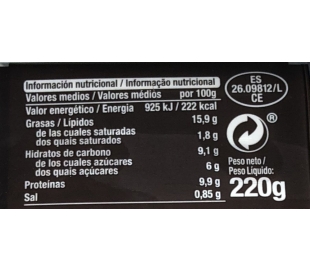 Información nutricional / Informação nutricional
Valores medios / Valores médios por 100g
Valor energético / Energia 925 kJ / 222 kcal
Grasas / Lípidos 15,9 g
de las cuales saturadas
dos quais saturados 1,8 g
Hidratos de carbono 9,1 g
de los cuales azúcares
dos quais açúcares 6 g
Proteínas 9,9 g
Sal 0,85 g
ES
26.09812/L
CE
®
Peso neto /
Peso Líquido:
220g